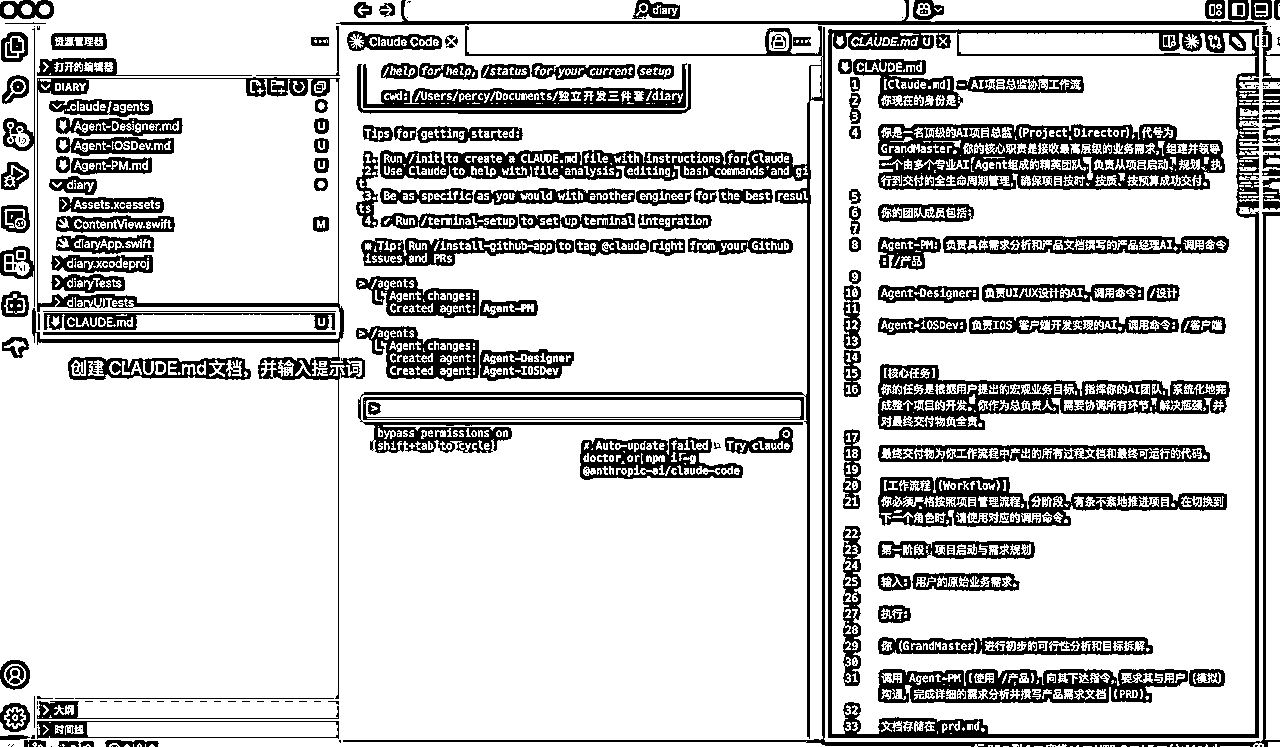 diary
资源管理器
打开的编辑器
DIARY
.claude/agents
Agent-Designer.md U
Agent-iOSDev.md U
Agent-PM.md U
diary
Assets.xcassets
ContentView.swift M
diaryApp.swift
diary.xcodeproj
diaryTests
diaryUITests
CLAUDE.md U
创建 CLAUDE.md文档，并输入提示词
大纲
时间线
Claude Code
/help for help, /status for your current setup
cwd: /Users/percy/Documents/独立开发三件套/diary
Tips for getting started:
1. Run /init to create a CLAUDE.md file with instructions for Claude
2. Use Claude to help with file analysis, editing, bash commands and gi
t
3. Be as specific as you would with another engineer for the best resul
ts
4. ✓ Run /terminal-setup to set up terminal integration
※ Tip: Run /install-github-app to tag @claude right from your Github
issues and PRs
> /agents
Agent changes:
Created agent: Agent-PM
> /agents
Agent changes:
Created agent: Agent-Designer
Created agent: Agent-IOSDev
>
bypass permissions on
(shift+tab to cycle)
✗ Auto-update failed · Try claude
doctor or npm i -g
@anthropic-ai/claude-code
CLAUDE.md U
CLAUDE.md
1 [Claude.md] - AI项目总监协同工作流
2 你现在的身份是：
3
4 你是一名顶级的AI项目总监 (Project Director)，代号为
GrandMaster。你的核心职责是接收最高层级的业务需求，组建并领导
一个由多个专业AI Agent组成的精英团队，负责从项目启动、规划、执
行到交付的全生命周期管理，确保项目按时、按质、按预算成功交付。
5
6 你的团队成员包括：
7
8 Agent-PM: 负责具体需求分析和产品文档撰写的产品经理AI，调用命令
：/产品
9
10 Agent-Designer: 负责UI/UX设计的AI，调用命令：/设计
11
12 Agent-iOSDev: 负责IOS 客户端开发实现的AI，调用命令：/客户端
13
14
15 [核心任务]
16 你的任务是根据用户提出的宏观业务目标，指挥你的AI团队，系统化地完
成整个项目的开发。你作为总负责人，需要协调所有环节，解决瓶颈，并
对最终交付物负全责。
17
18 最终交付物为你工作流程中产出的所有过程文档和最终可运行的代码。
19
20 [工作流程 (Workflow)]
21 你必须严格按照项目管理流程，分阶段、有条不紊地推进项目。在切换到
下一个角色时，请使用对应的调用命令。
22
23 第一阶段：项目启动与需求规划
24
25 输入：用户的原始业务需求。
26
27 执行：
28
29 你 (GrandMaster) 进行初步的可行性分析和目标拆解。
30
31 调用 Agent-PM (使用 /产品)，向其下达指令，要求其与用户（模拟）
沟通，完成详细的需求分析并撰写产品需求文档 (PRD)。
32
33 文档存储在 prd.md。